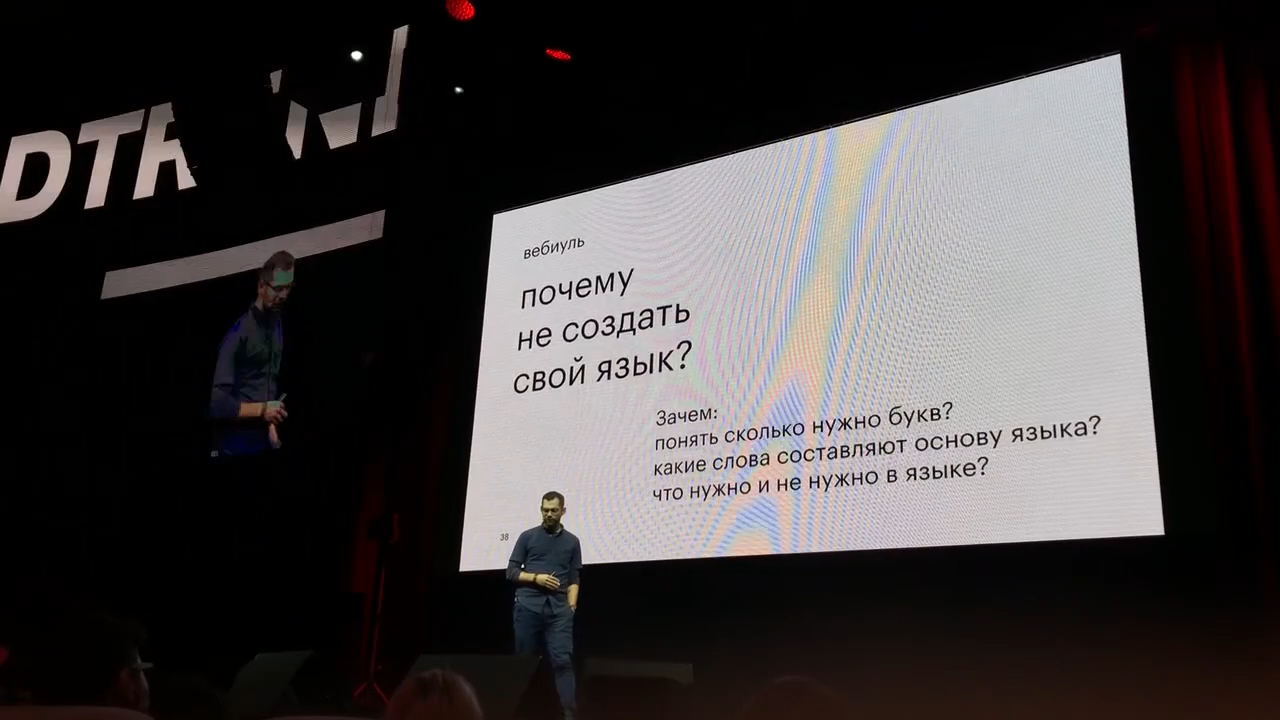 DTR
вебиуль
почему
не создать
свой язык?
Зачем:
понять сколько нужно букв?
какие слова составляют основу языка?
что нужно и не нужно в языке?
38